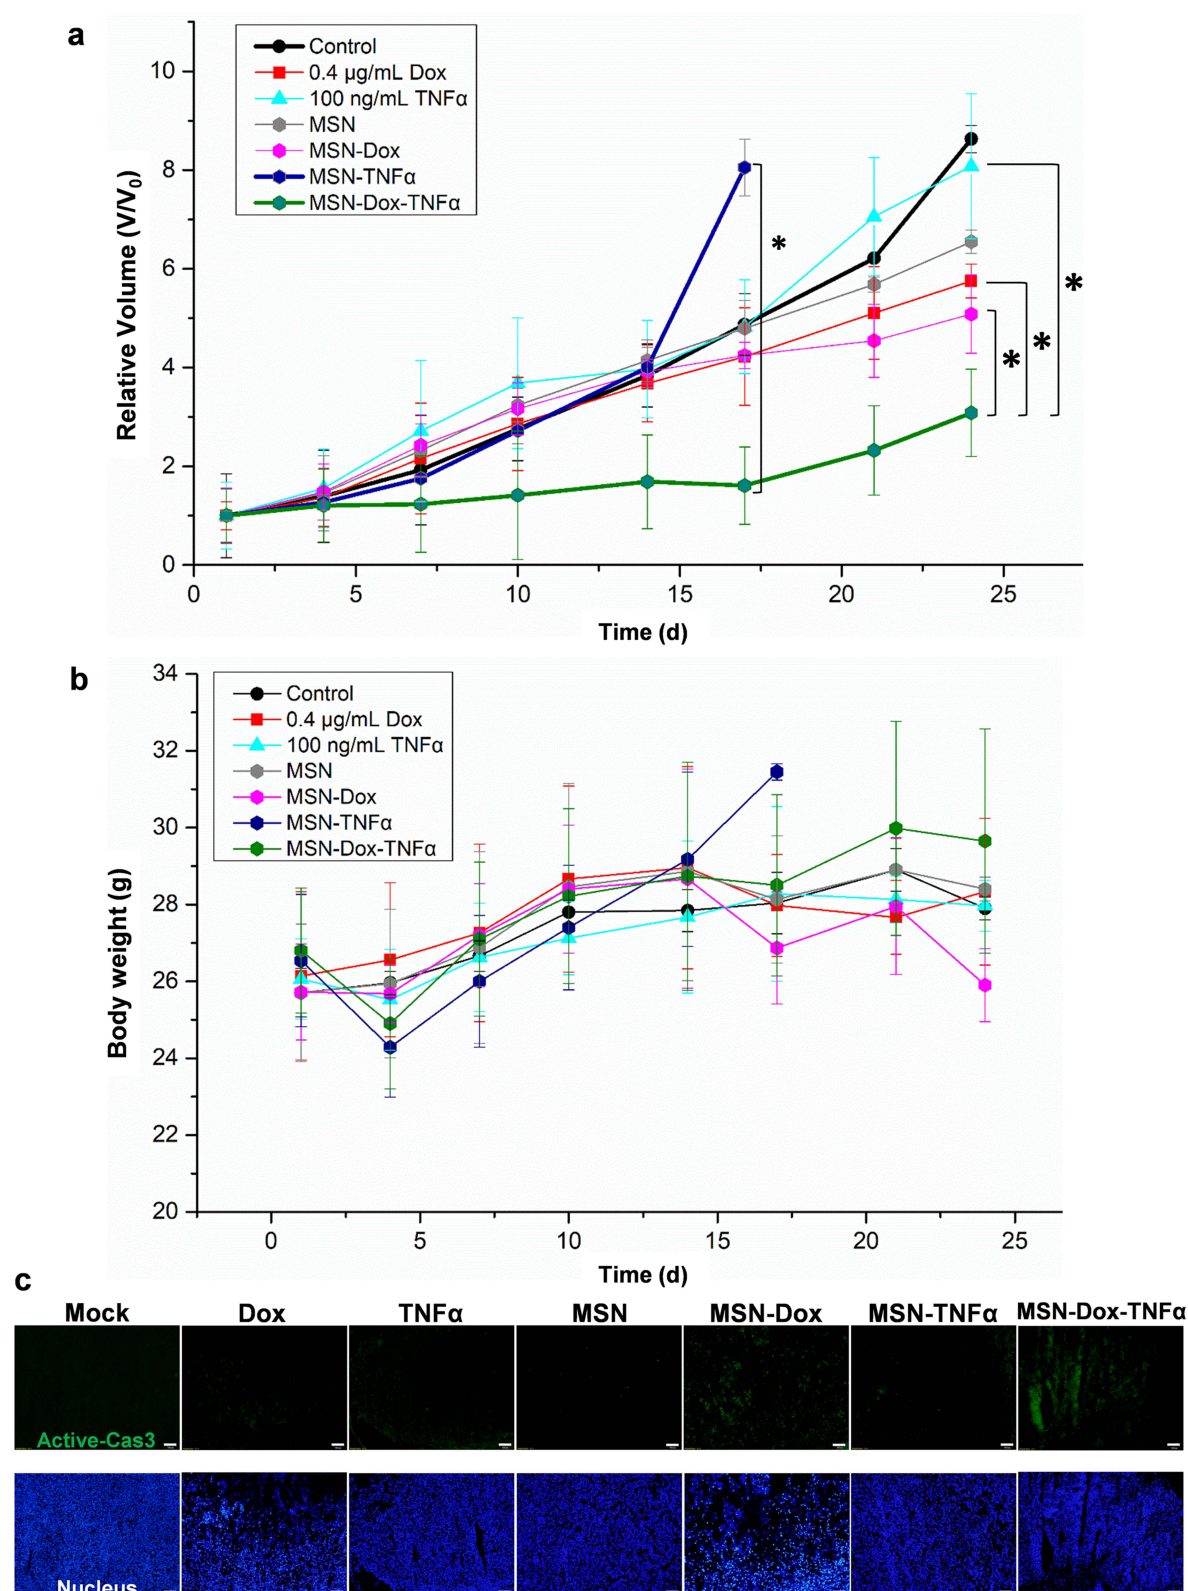 a
Control
0.4 μg/mL Dox
100 ng/mL TNFα
MSN
MSN-Dox
MSN-TNFα
MSN-Dox-TNFα
Relative Volume (V/V₀)
10
8
6
4
2
0
*
*
*
*
0 5 10 15 20 25
Time (d)
b
Control
0.4 μg/mL Dox
100 ng/mL TNFα
MSN
MSN-Dox
MSN-TNFα
MSN-Dox-TNFα
Body weight (g)
34
32
30
28
26
24
22
20
0 5 10 15 20 25
Time (d)
c
Mock Dox TNFα MSN MSN-Dox MSN-TNFα MSN-Dox-TNFα
Active-Cas3
Nucleus